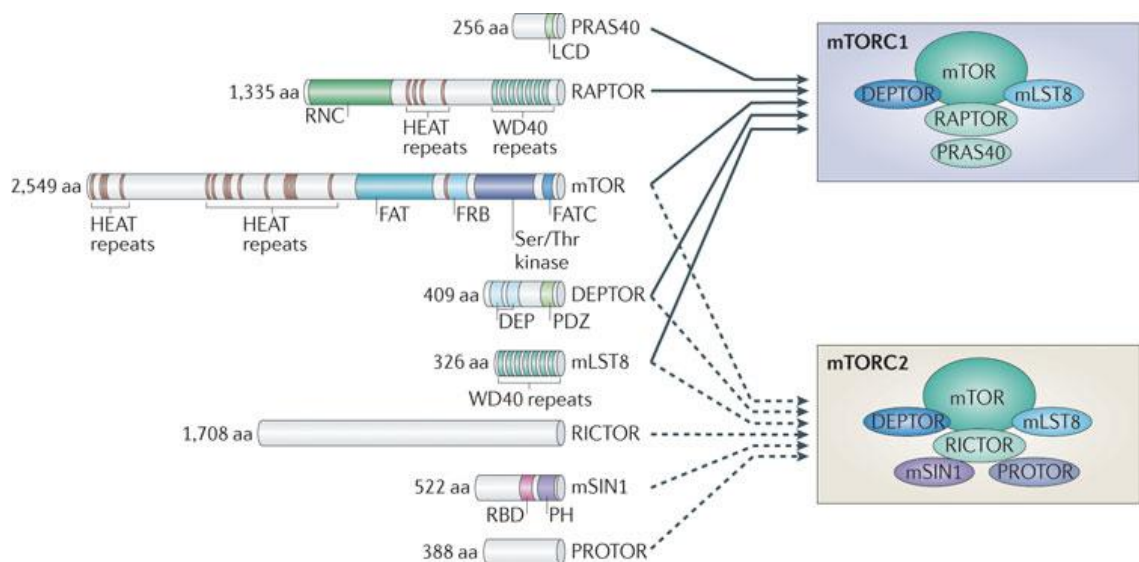 256 aa PRAS40
LCD
1,335 aa RAPTOR
RNC
HEAT
repeats
WD40
repeats
2,549 aa mTOR
HEAT
repeats
HEAT
repeats
FAT
FRB
FATC
Ser/Thr
kinase
409 aa DEPTOR
DEP
PDZ
326 aa mLST8
WD40 repeats
1,708 aa RICTOR
522 aa mSIN1
RBD
PH
388 aa PROTOR
mTORC1
mTOR
DEPTOR
mLST8
RAPTOR
PRAS40
mTORC2
mTOR
DEPTOR
mLST8
RICTOR
mSIN1
PROTOR